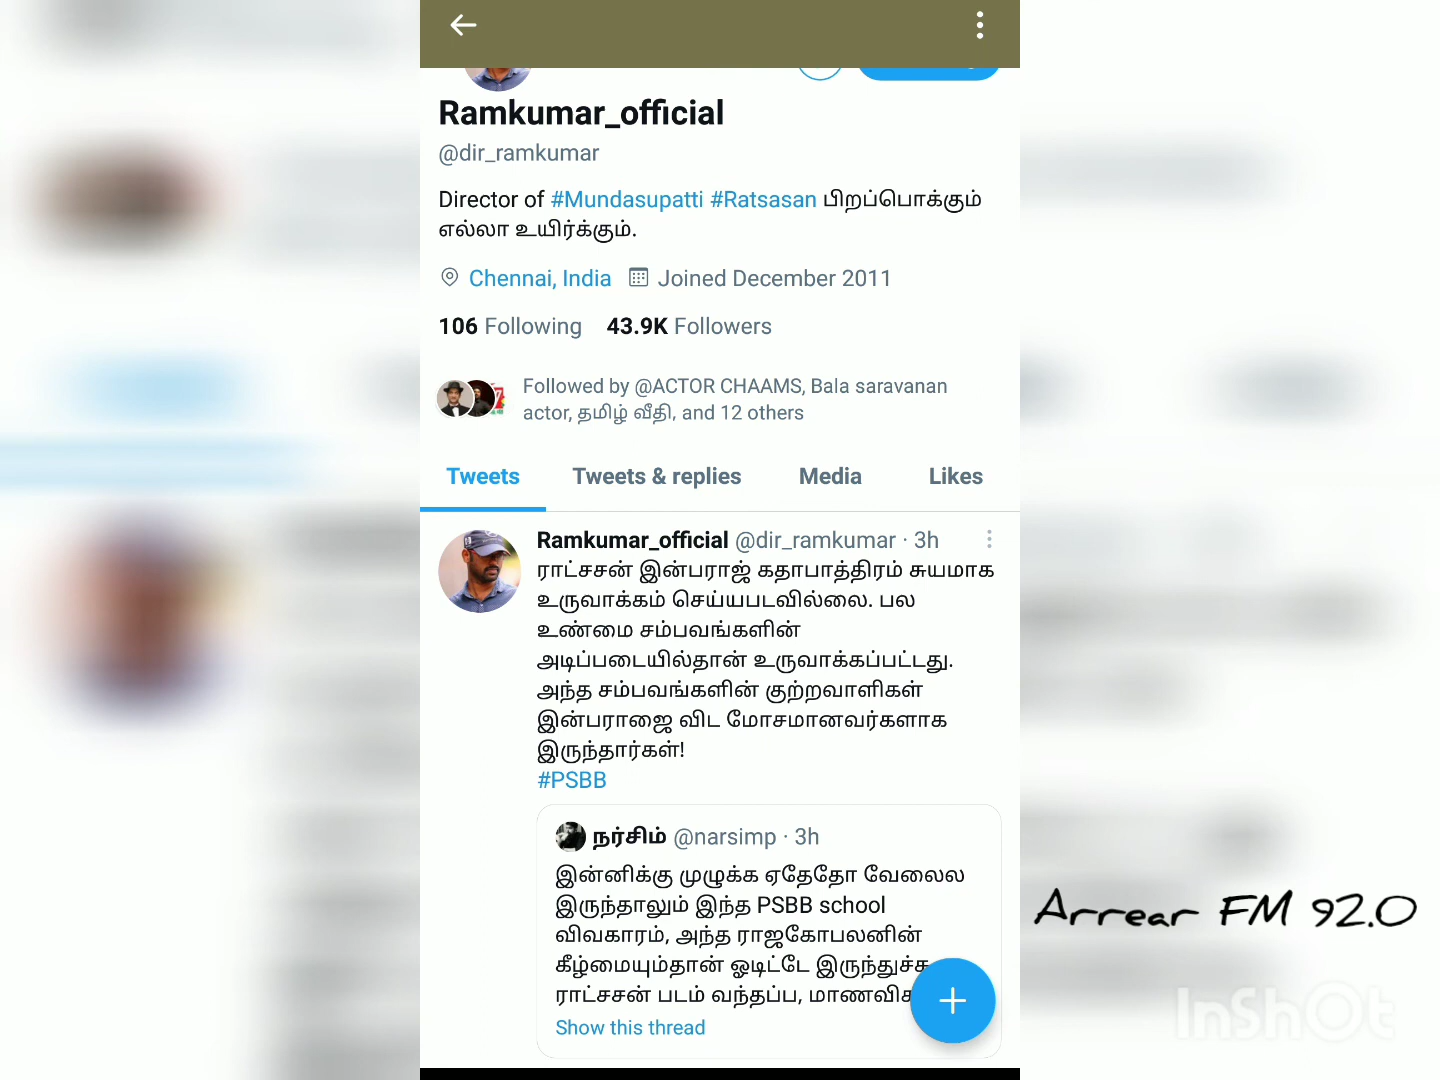 Ramkumar_official
@dir_ramkumar
Director of #Mundasupatti #Ratsasan பிறப்பொக்கும்
எல்லா உயிர்க்கும்.
Chennai, India Joined December 2011
106 Following 43.9K Followers
Followed by @ACTOR CHAAMS, Bala saravanan
actor, தமிழ் வீதி, and 12 others
Tweets Tweets & replies Media Likes
Ramkumar_official @dir_ramkumar · 3h
ராட்சசன் இன்பராஜ் கதாபாத்திரம் சுயமாக
உருவாக்கம் செய்யபடவில்லை. பல
உண்மை சம்பவங்களின்
அடிப்படையில்தான் உருவாக்கப்பட்டது.
அந்த சம்பவங்களின் குற்றவாளிகள்
இன்பராஜை விட மோசமானவர்களாக
இருந்தார்கள்!
#PSBB
நர்சிம் @narsimp · 3h
இன்னிக்கு முழுக்க ஏதேதோ வேலைல
இருந்தாலும் இந்த PSBB school
விவகாரம், அந்த ராஜகோபலனின்
கீழ்மையும்தான் ஓடிட்டே
ராட்சசன் படம் வந்தப்ப,
Show this thread
Arrear FM 92.0
InShOt